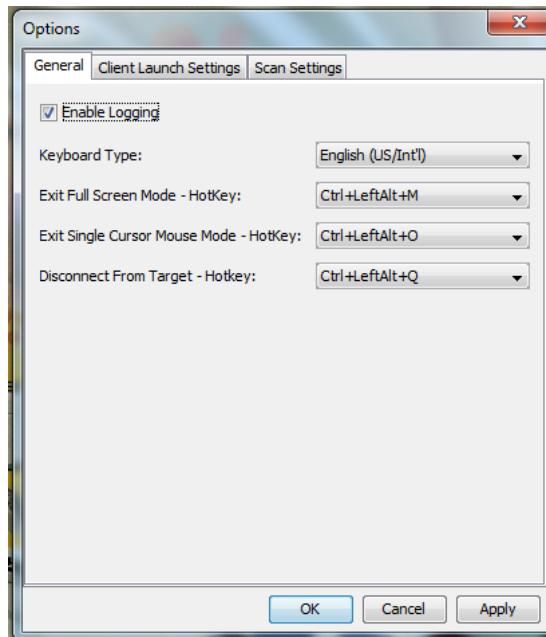 Options
General Client Launch Settings Scan Settings
Enable Logging
Keyboard Type: English (US/Int'l)
Exit Full Screen Mode - HotKey: Ctrl+LeftAlt+M
Exit Single Cursor Mouse Mode - HotKey: Ctrl+LeftAlt+O
Disconnect From Target - Hotkey: Ctrl+LeftAlt+Q
OK Cancel Apply